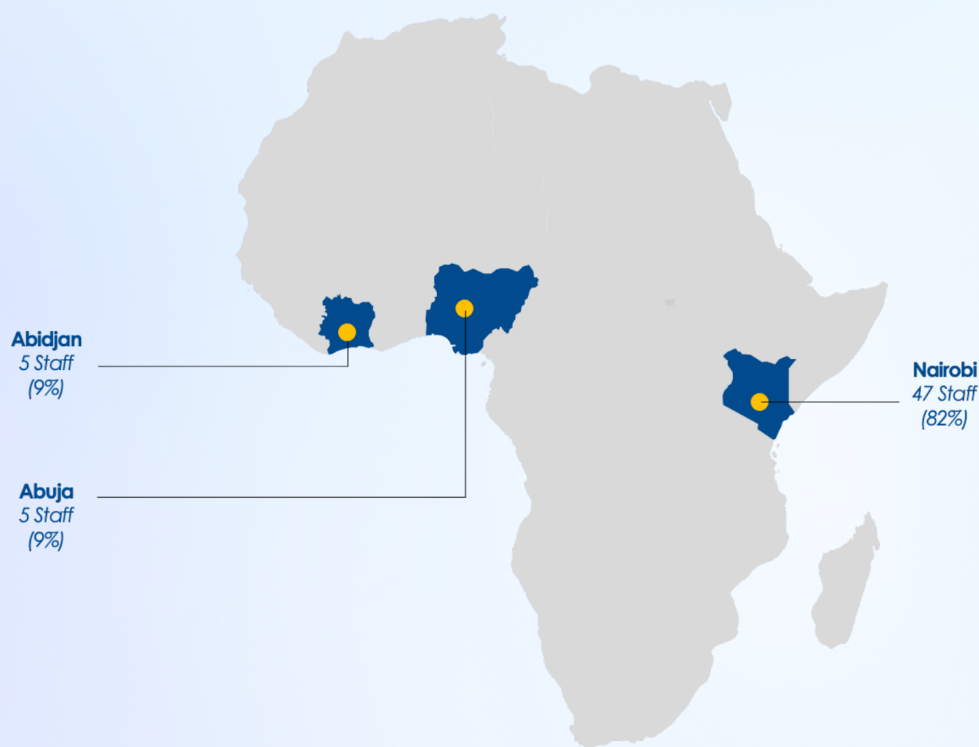 Abidjan
5 Staff
(9%)
Abuja
5 Staff
(9%)
Nairobi
47 Staff
(82%)